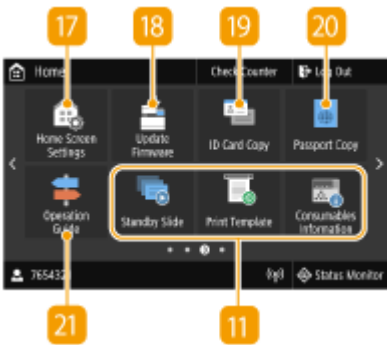 17 18 19 20
Home Check Counter Log Out
Home Screen Settings
Update Firmware
ID Card Copy
Passport Copy
Operation Guide
Standby Slide
Print Template
Consumables Information
7654321 Status Monitor
21 11